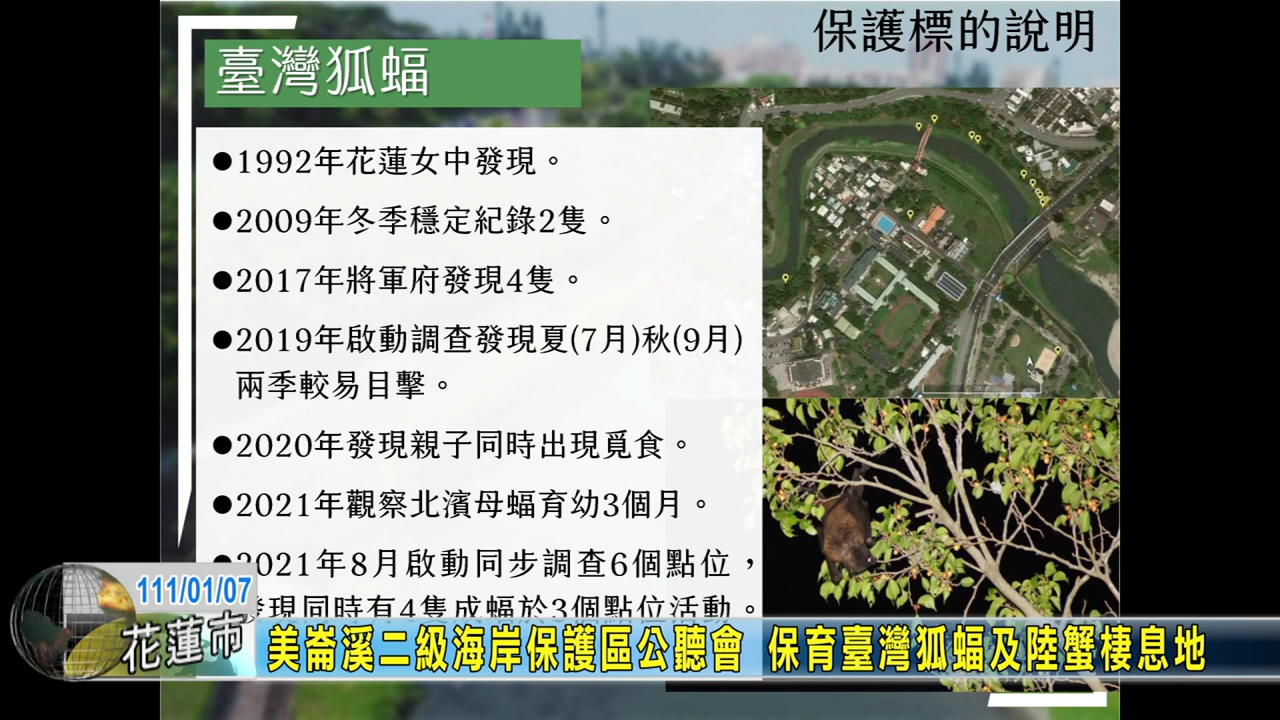 保護標的說明
臺灣狐蝠
●1992年花蓮女中發現。
●2009年冬季穩定紀錄2隻。
●2017年將軍府發現4隻。
●2019年啟動調查發現夏(7月)秋(9月)
兩季較易目擊。
●2020年發現親子同時出現覓食。
●2021年觀察北濱母蝠育幼3個月。
●2021年8月啟動同步調查6個點位，
發現同時有4隻成蝠於3個點位活動。
111/01/07
花蓮市
美崙溪二級海岸保護區公聽會 保育臺灣狐蝠及陸蟹棲息地